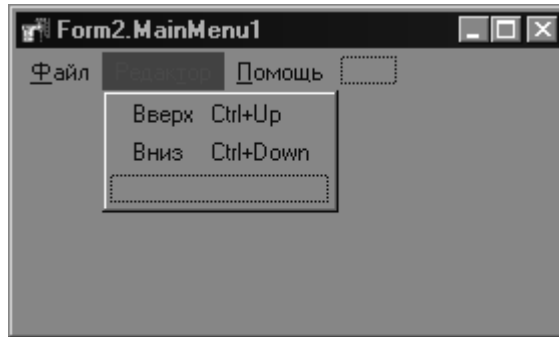 Form2.MainMenu1
Файл Редактор Помощь
Вверх Ctrl+Up
Вниз Ctrl+Down